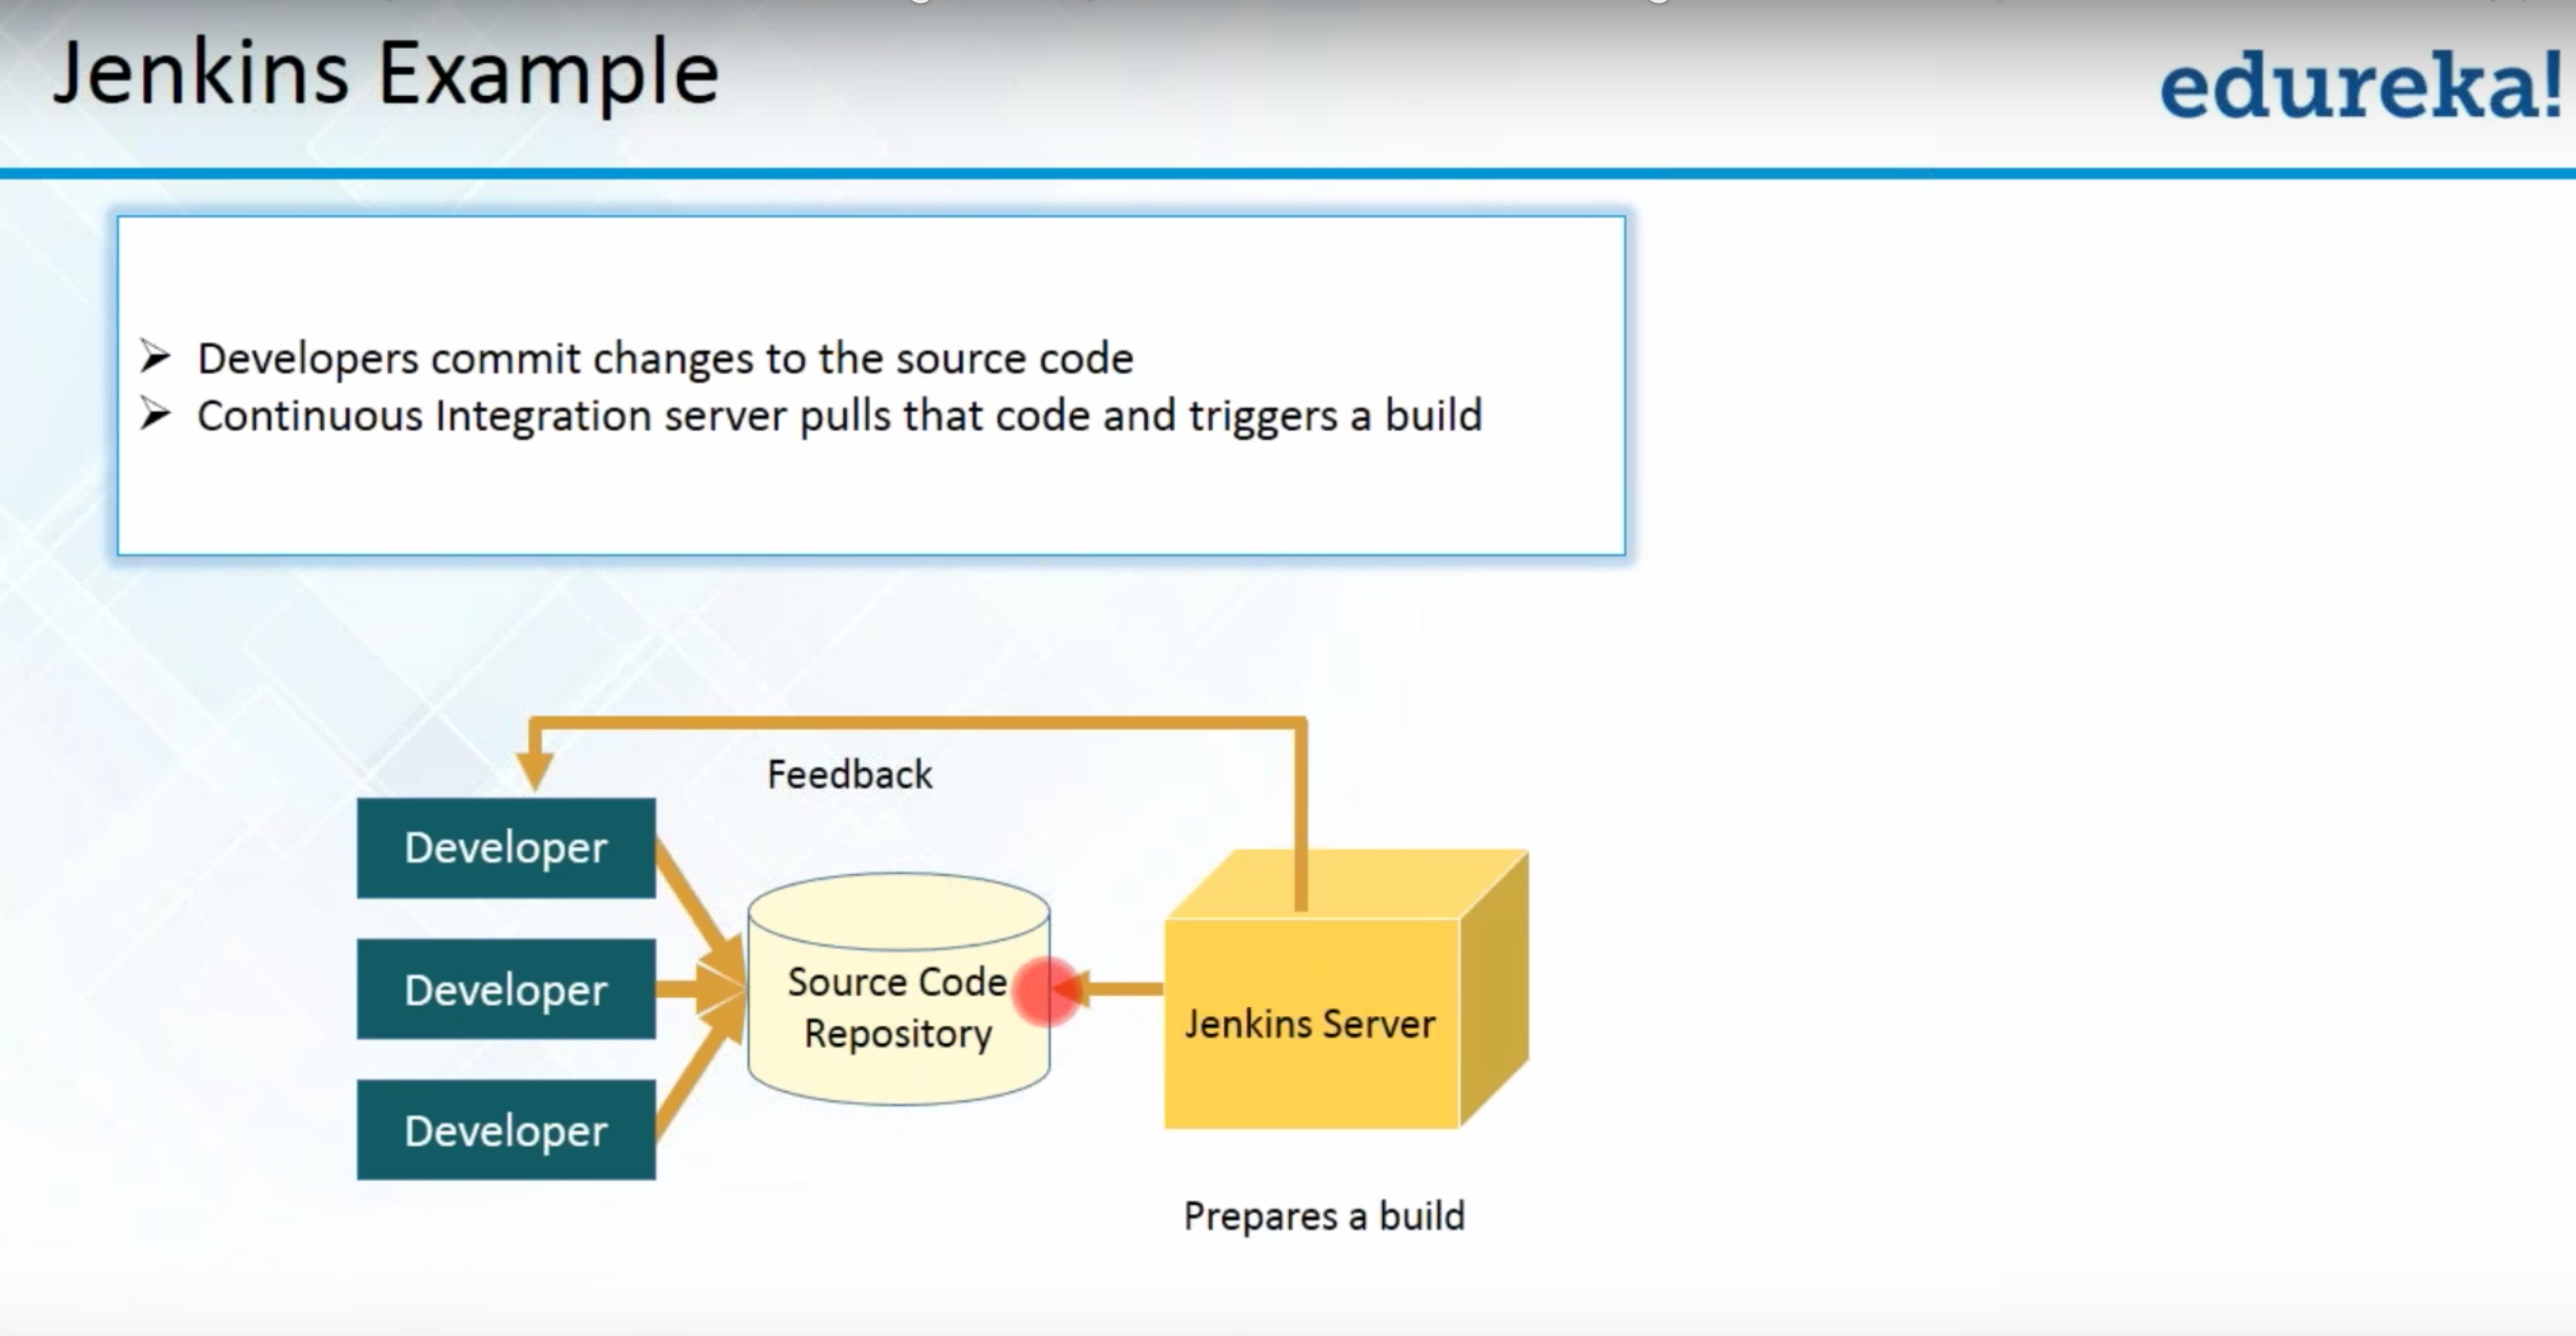 Jenkins Example
edureka!
Developers commit changes to the source code
Continuous Integration server pulls that code and triggers a build
Feedback
Developer
Developer
Developer
Source Code
Repository
Jenkins Server
Prepares a build